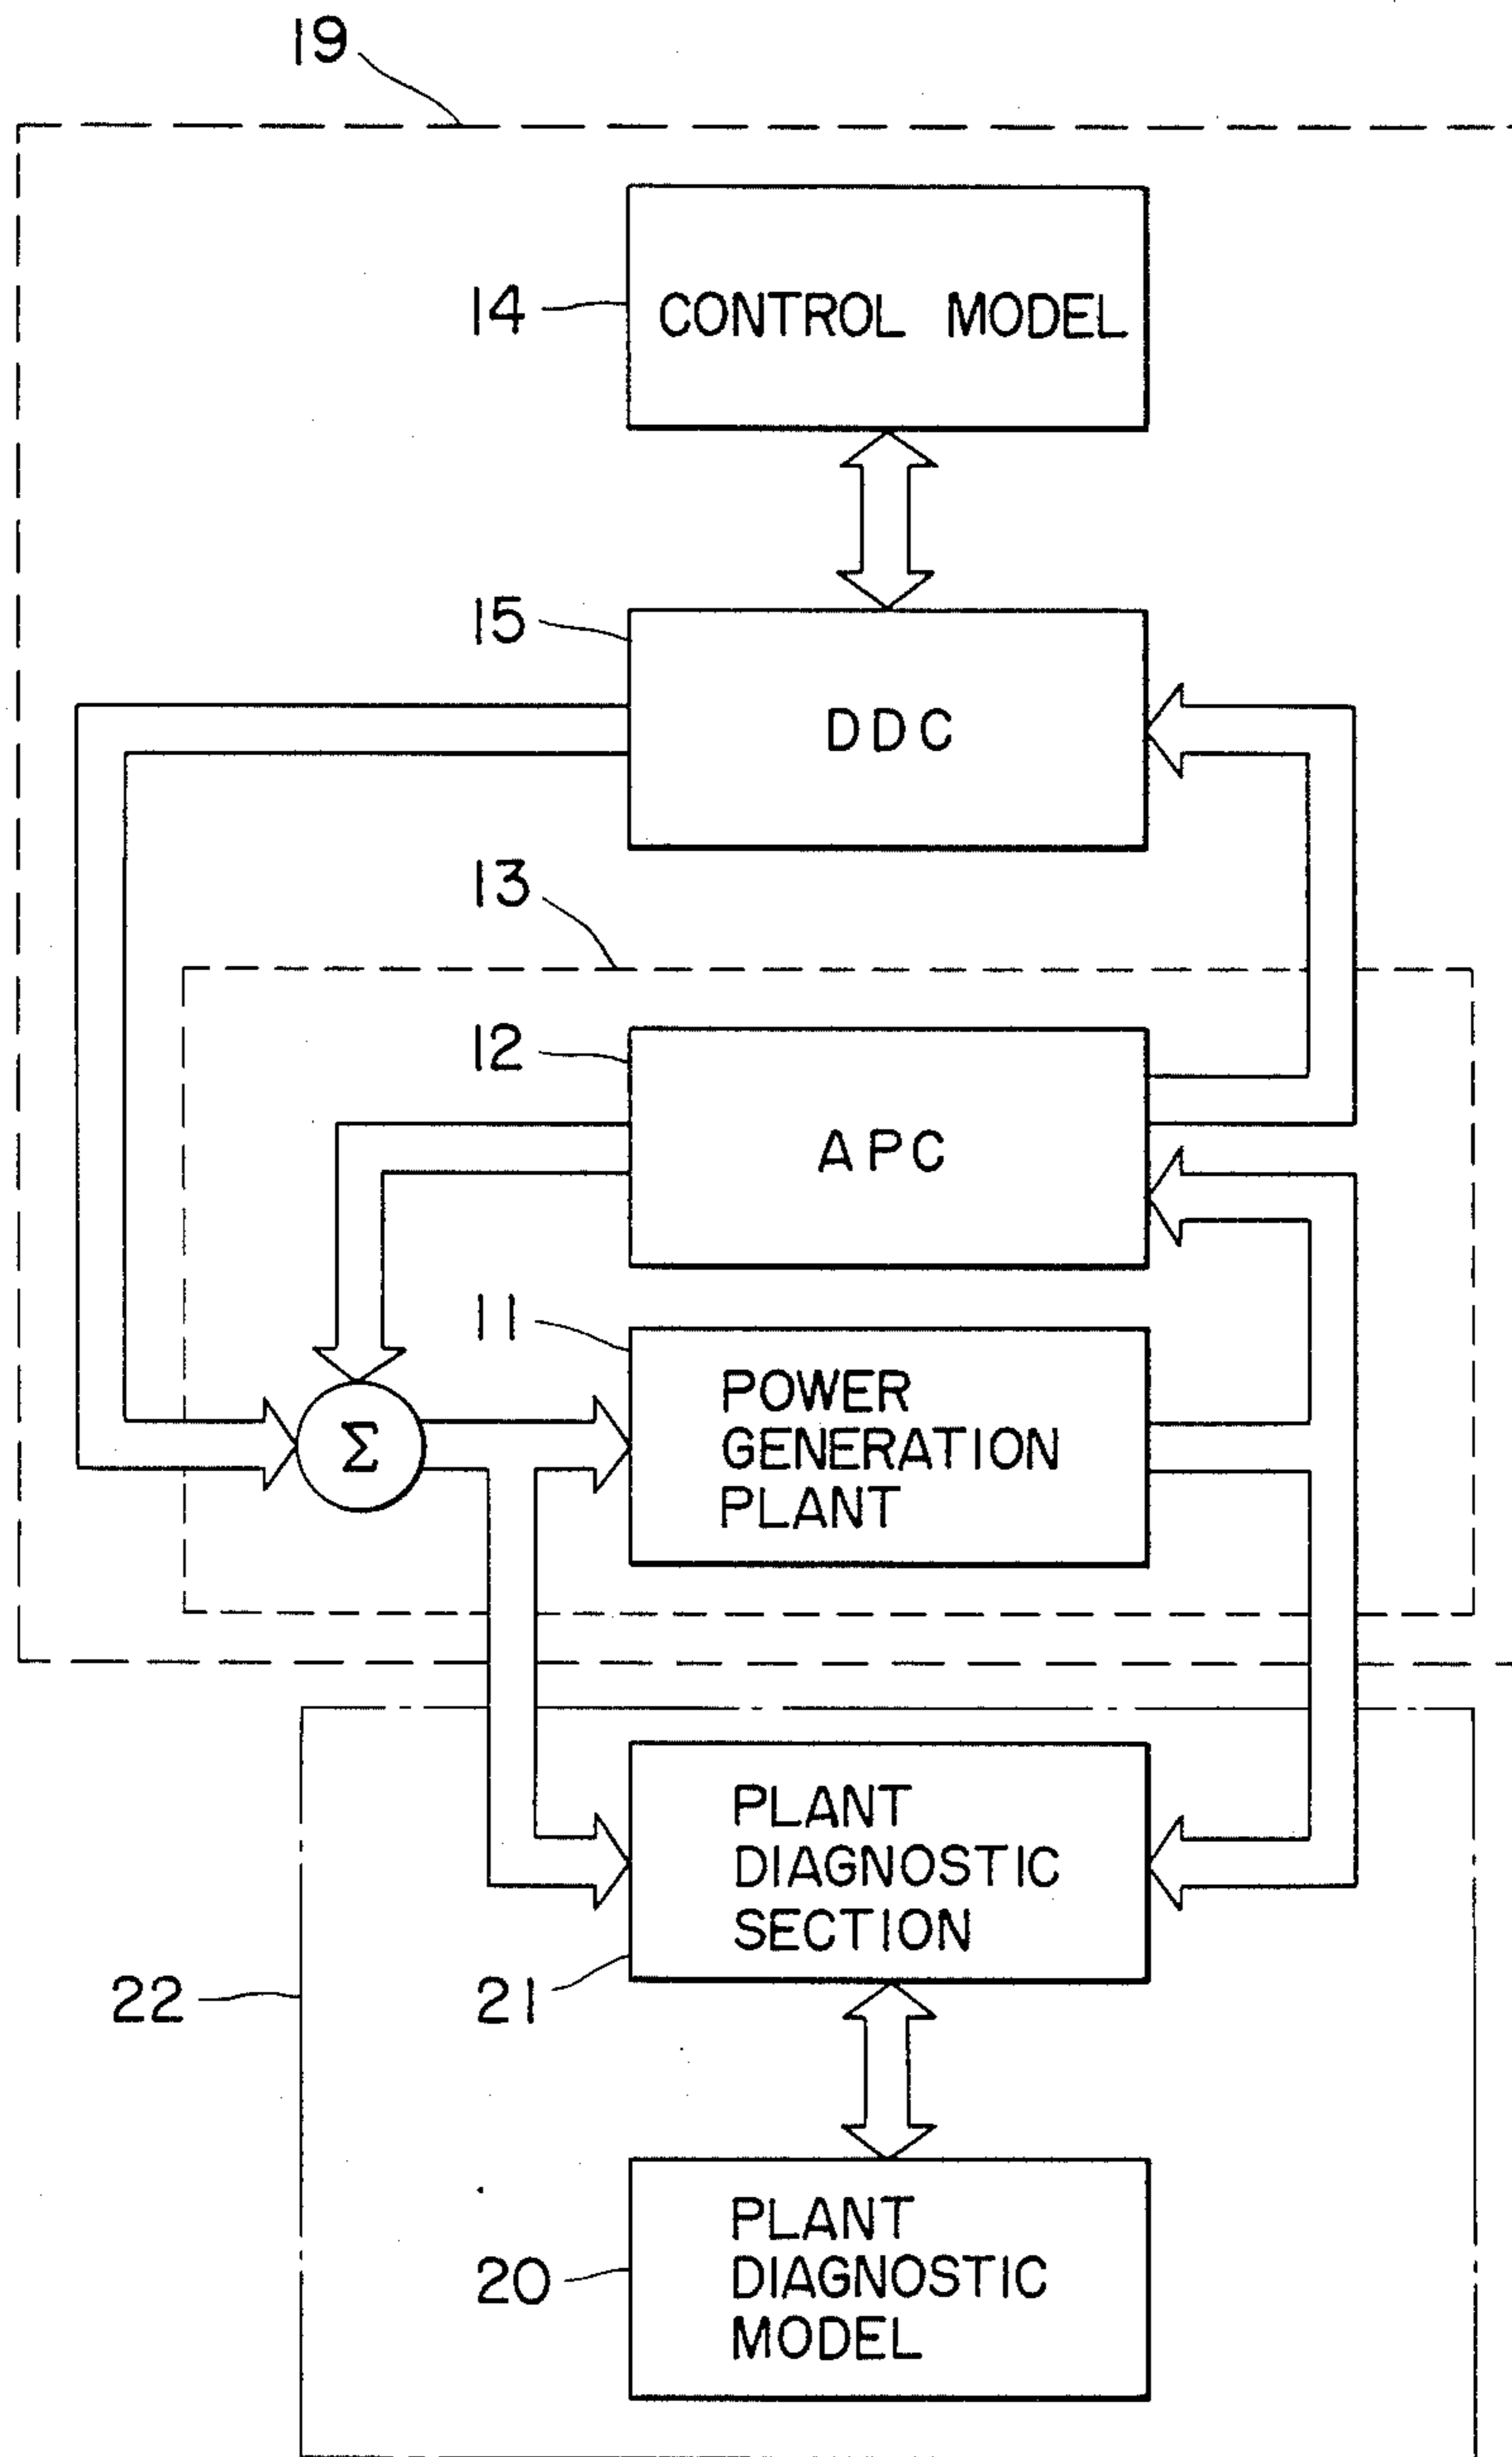 19
14
CONTROL MODEL
15
DDC
13
12
APC
11
POWER
GENERATION
PLANT
Σ
PLANT
DIAGNOSTIC
SECTION
22
21
PLANT
DIAGNOSTIC
MODEL
20